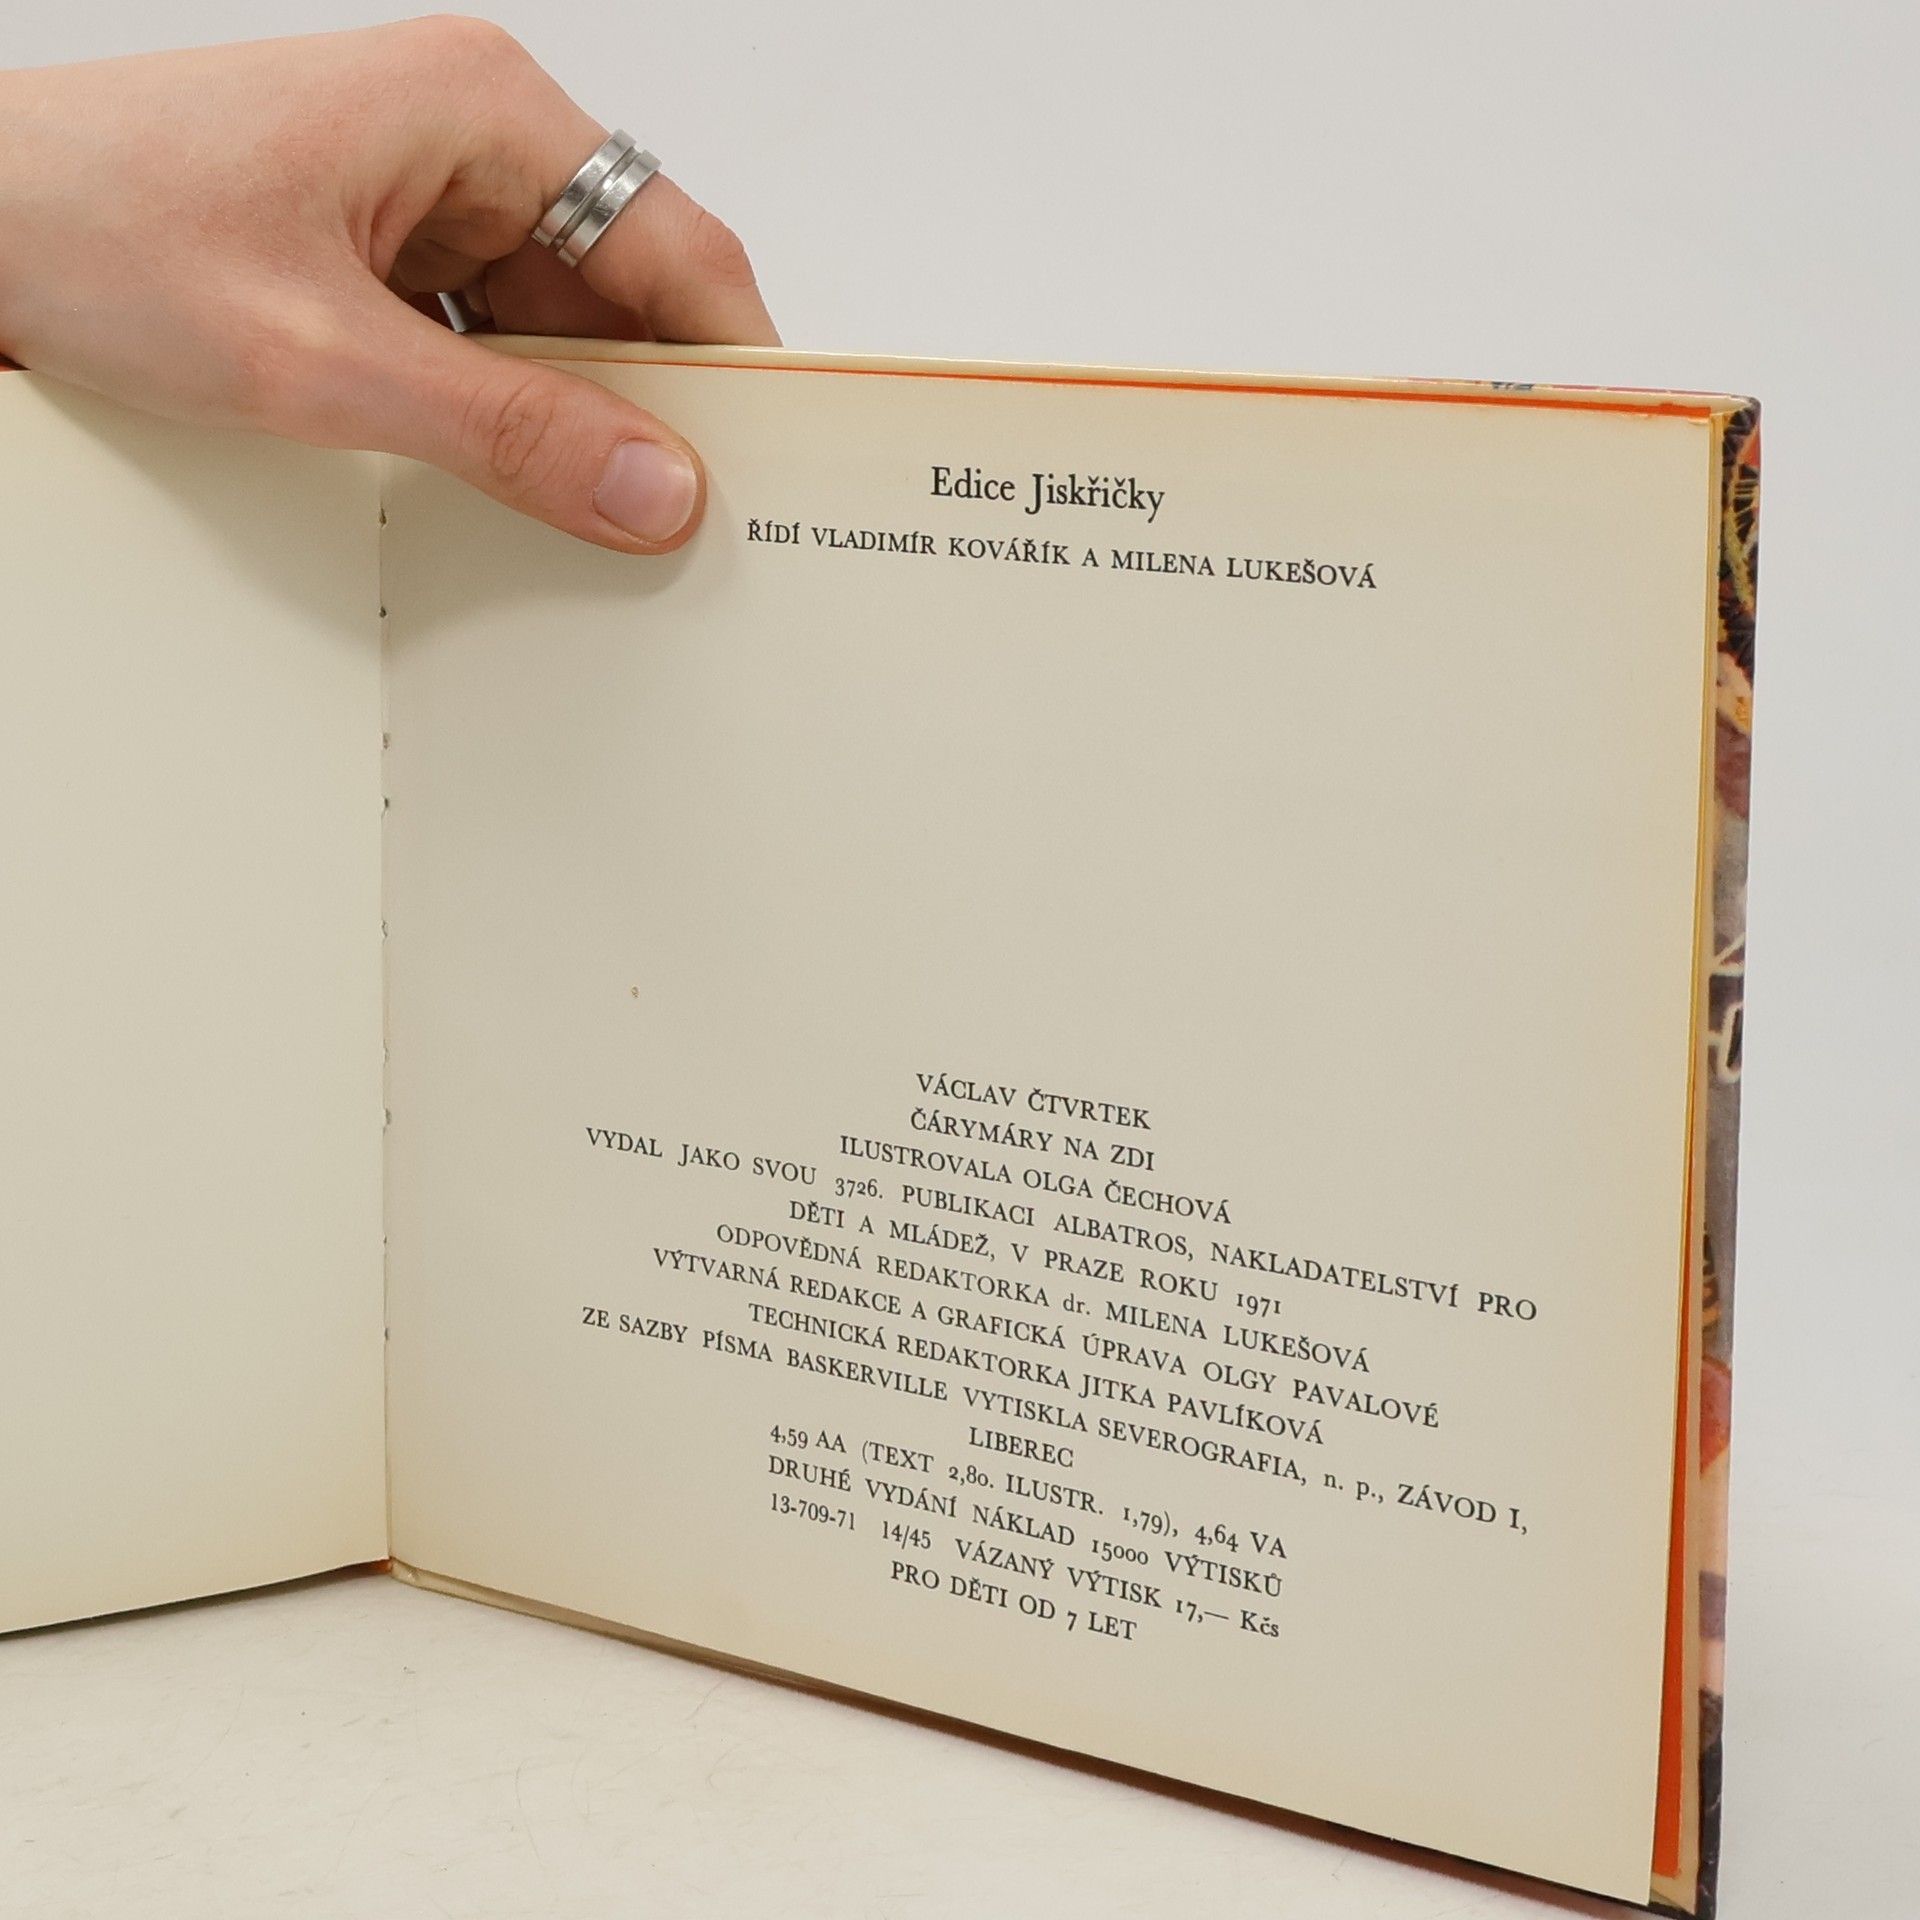 Edice Jiskřičky
ŘÍDÍ VLADIMÍR KOVÁŘÍK A MILENA LUKEŠOVÁ
VÁCLAV ČTVRTEK
ČÁRYMÁRY NA ZDI
ILUSTROVALA OLGA ČECHOVÁ
VYDAL JAKO SVOU 3726. PUBLIKACI ALBATROS, NAKLADATELSTVÍ PRO
DĚTI A MLÁDEŽ, V PRAZE ROKU 1971
ODPOVĚDNÁ REDAKTORKA dr. MILENA LUKEŠOVÁ
VÝTVARNÁ REDAKCE A GRAFICKÁ ÚPRAVA OLGY PAVALOVÉ
TECHNICKÁ REDAKTORKA JITKA PAVLÍKOVÁ
ZE SAZBY PÍSMA BASKERVILLE VYTISKLA SEVEROGRAFIA, n. p., ZÁVOD 1,
LIBEREC
4,59 AA (TEXT 2,80. ILUSTR. 1,79), 4,64 VA
DRUHÉ VYDÁNÍ NÁKLAD 15000 VÝTISKŮ
13-709-71 14/45 VÁZANÝ VÝTISK 17,— Kčs
PRO DĚTI OD 7 LET